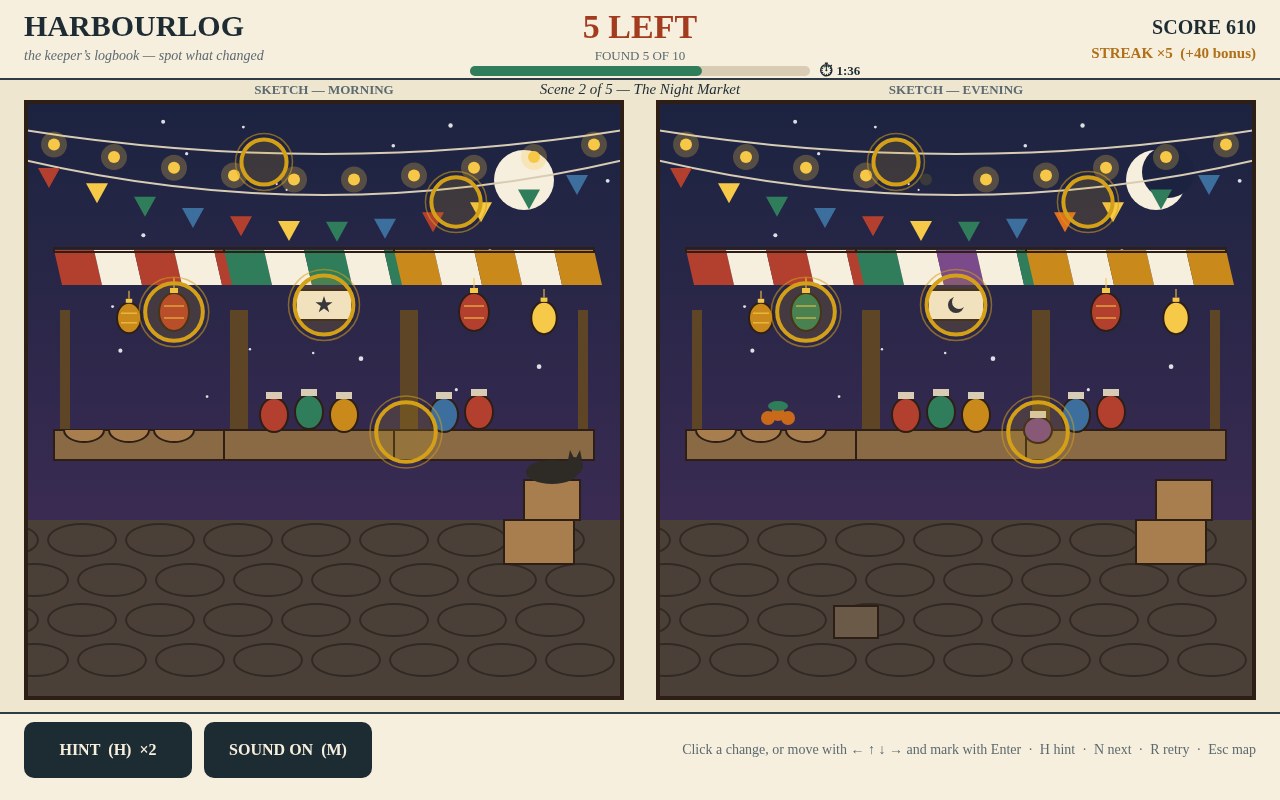 HARBOURLOG
the keeper’s logbook — spot what changed
5 LEFT
FOUND 5 OF 10
⏱ 1:36
SCORE 610
STREAK ×5 (+40 bonus)
SKETCH — MORNING
Scene 2 of 5 — The Night Market
SKETCH — EVENING
HINT (H) ×2
SOUND ON (M)
Click a change, or move with ← ↑ ↓ → and mark with Enter · H hint · N next · R retry · Esc map